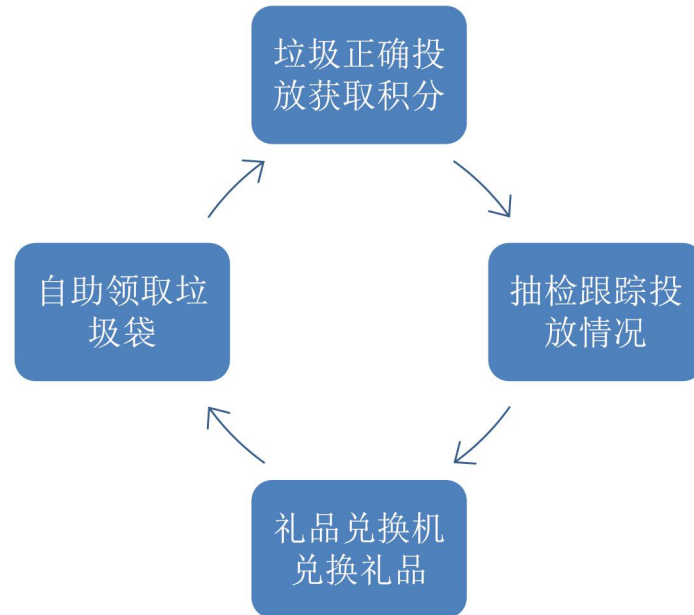 垃圾正确投
放获取积分
自助领取垃
圾袋
抽检跟踪投
放情况
礼品兑换机
兑换礼品